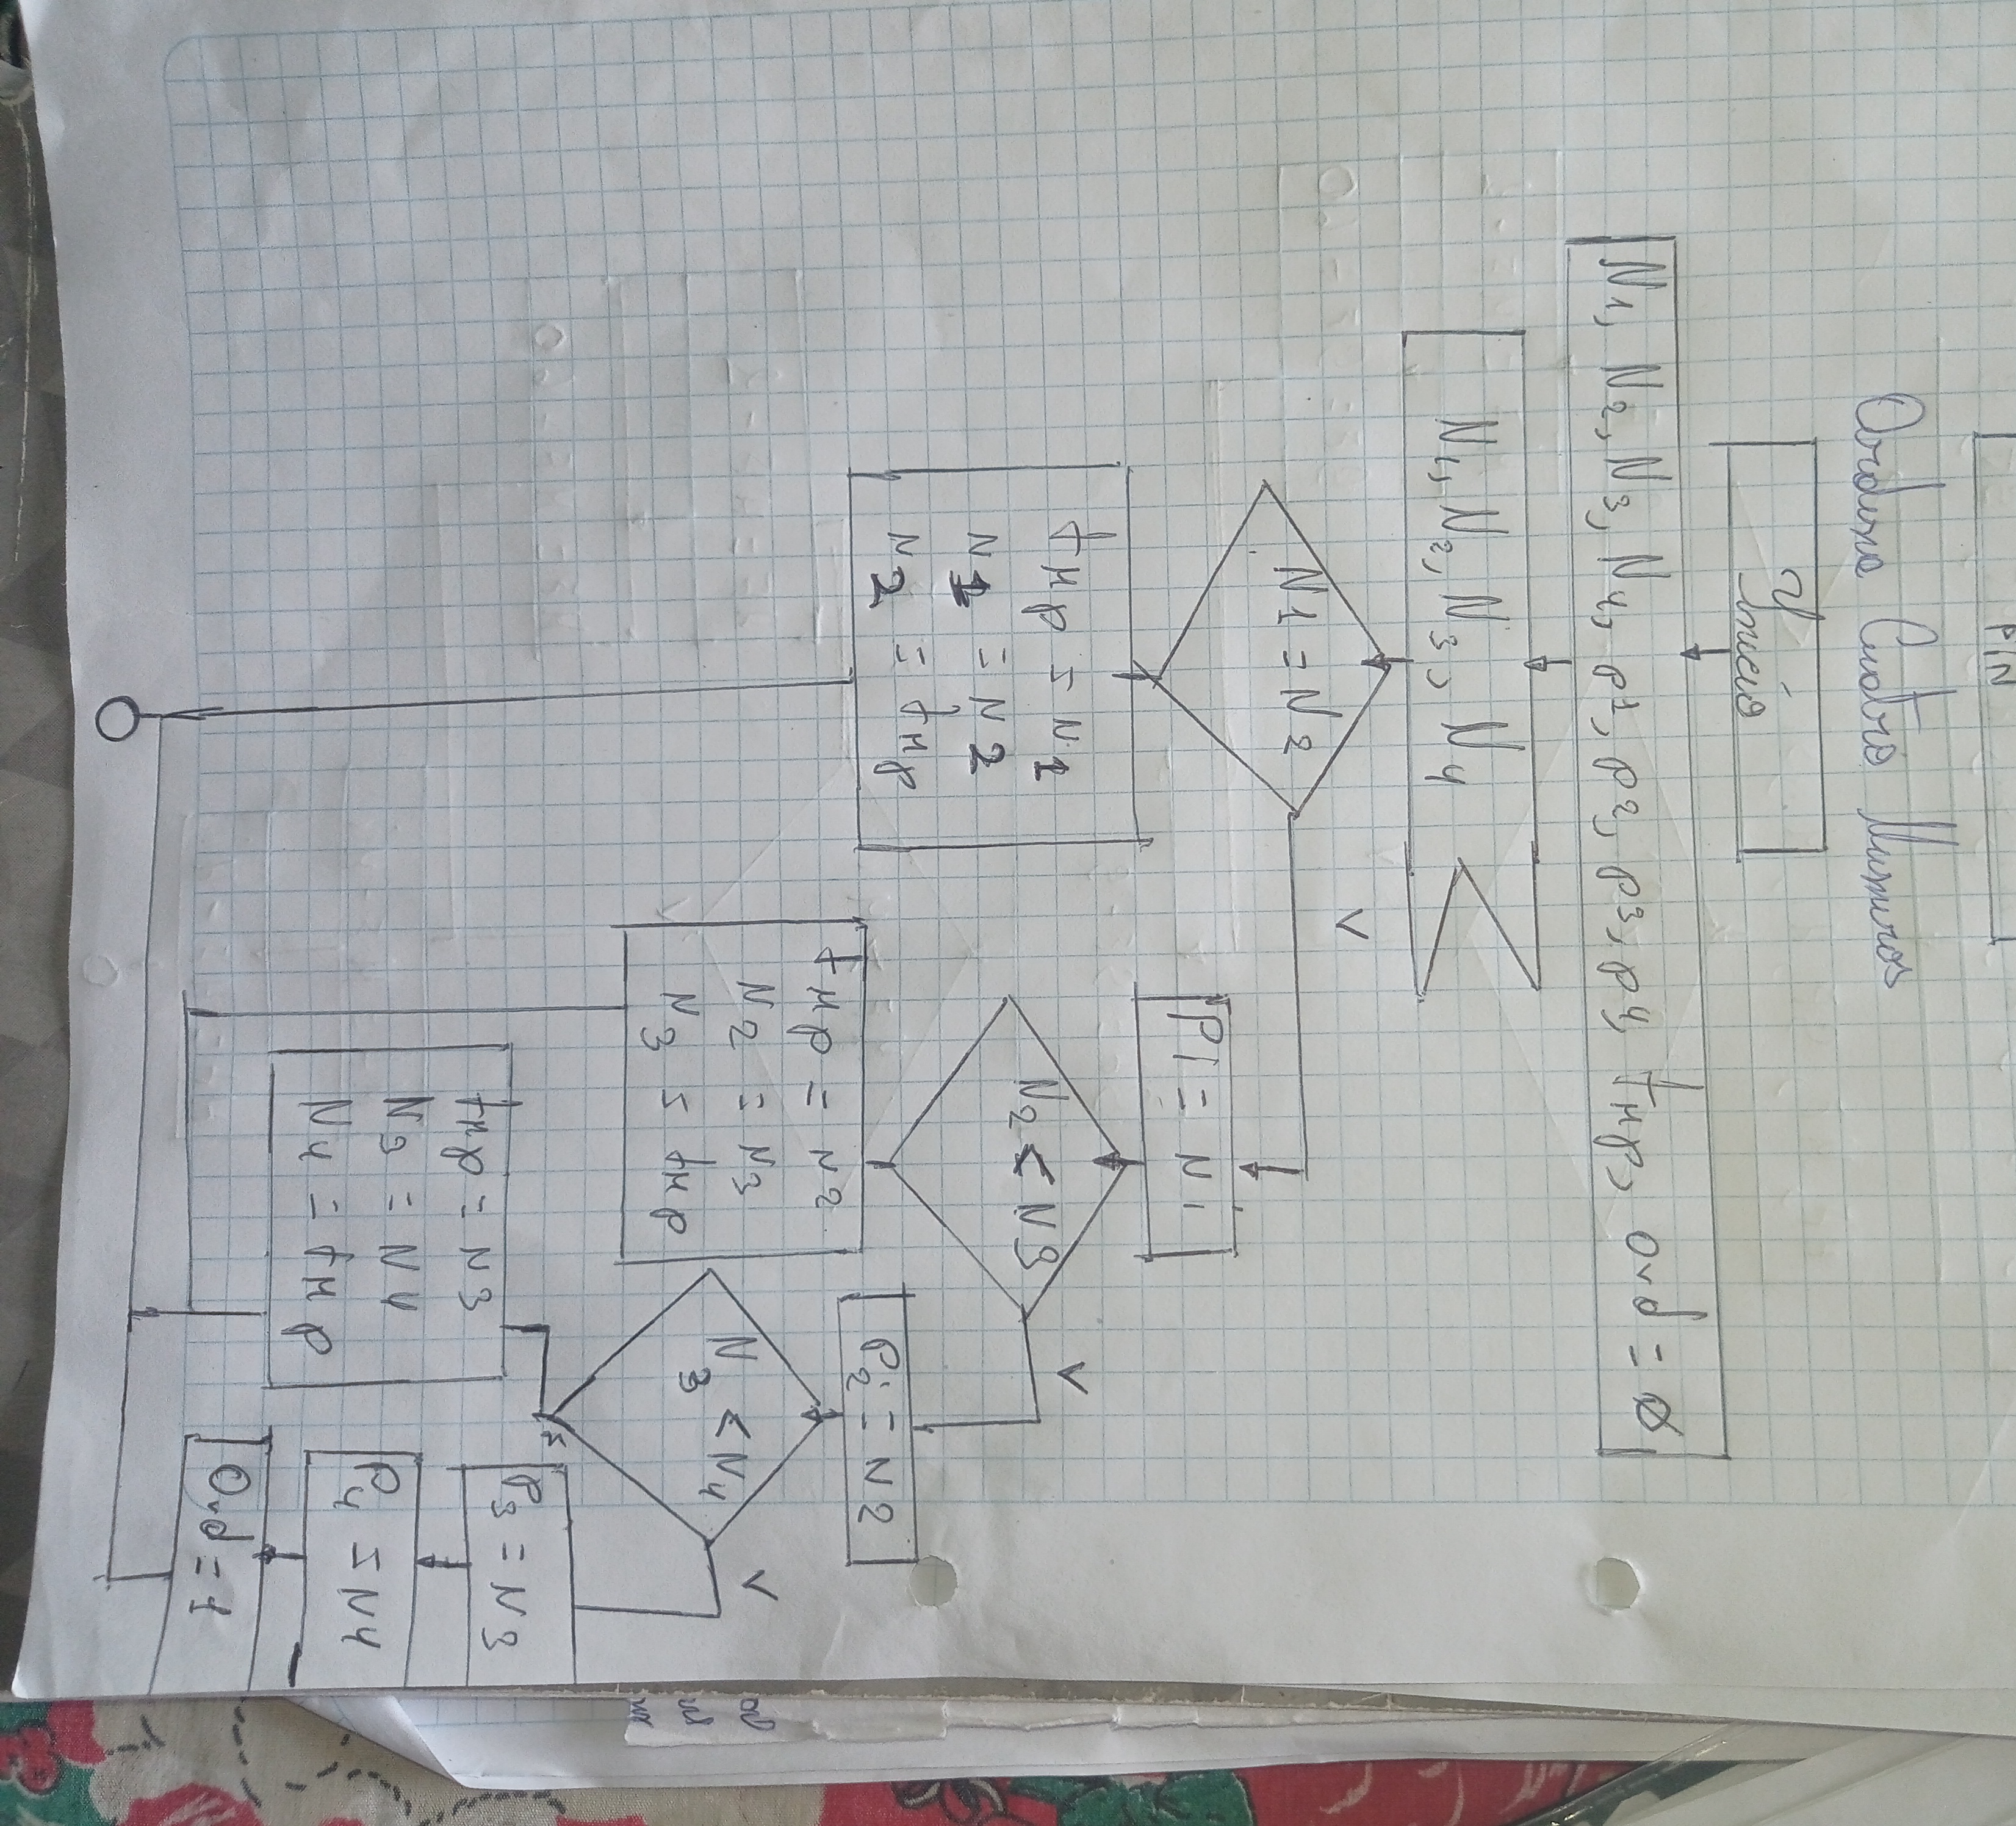 PIN
Ordena Cuatro Numeros
Inicio
N1, N2, N3, N4, P1, P2, P3, P4, tmp, ord = Ø
N1, N2, N3, N4
N1 = N2
V
P1 = N1
tmp = N1
N1 = N2
N2 = tmp
N2 < N3
V
P2 = N2
tmp = N2
N2 = N3
N3 = tmp
N3 < N4
V
F
P3 = N3
tmp = N3
N3 = N4
N4 = tmp
P4 = N4
Ord = 1